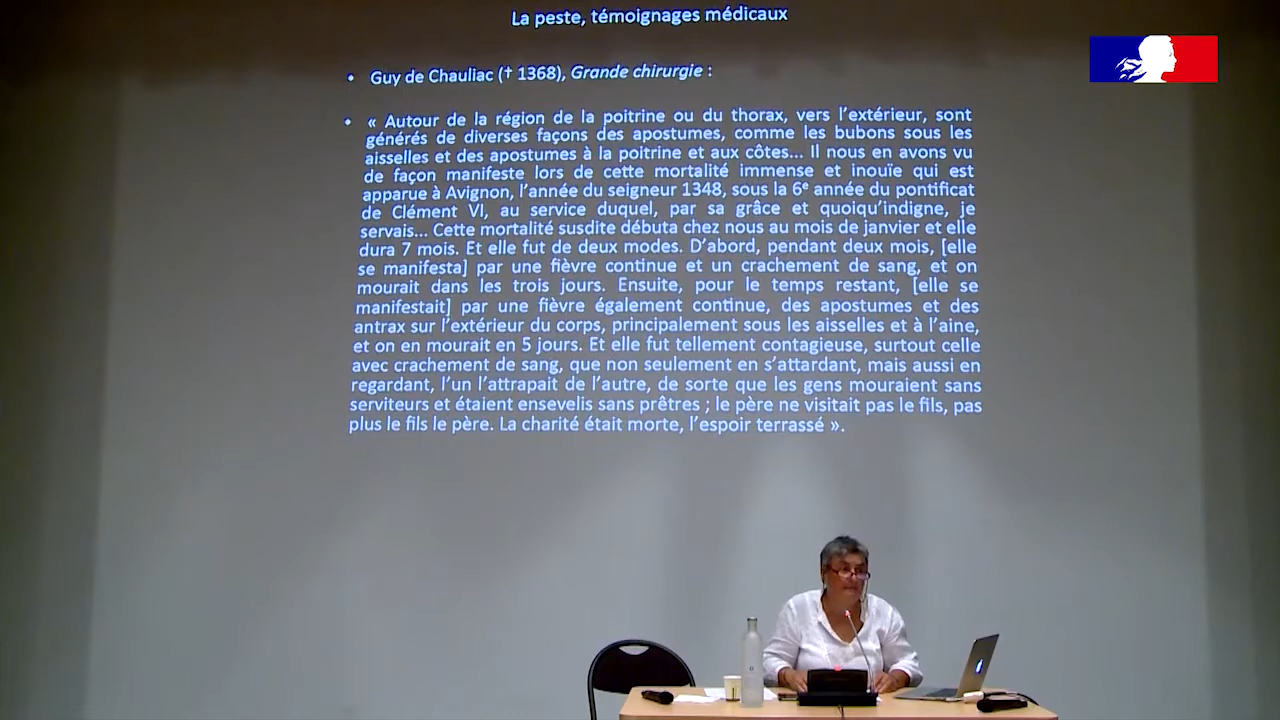 La peste, témoignages médicaux
• Guy de Chauliac († 1368), Grande chirurgie :
• « Autour de la région de la poitrine ou du thorax, vers l’extérieur, sont
générés de diverses façons des apostumes, comme les bubons sous les
aisselles et des apostumes à la poitrine et aux côtes... Il nous en avons vu
de façon manifeste lors de cette mortalité immense et inouïe qui est
apparue à Avignon, l’année du seigneur 1348, sous la 6e année du pontificat
de Clément VI, au service duquel, par sa grâce et quoiqu’indigne, je
servais... Cette mortalité susdite débuta chez nous au mois de janvier et elle
dura 7 mois. Et elle fut de deux modes. D’abord, pendant deux mois, [elle
se manifesta] par une fièvre continue et un crachement de sang, et on
mourait dans les trois jours. Ensuite, pour le temps restant, [elle se
manifestait] par une fièvre également continue, des apostumes et des
antrax sur l’extérieur du corps, principalement sous les aisselles et à l’aine,
et on en mourait en 5 jours. Et elle fut tellement contagieuse, surtout celle
avec crachement de sang, que non seulement en s’attardant, mais aussi en
regardant, l’un l’attrapait de l’autre, de sorte que les gens mouraient sans
serviteurs et étaient ensevelis sans prêtres ; le père ne visitait pas le fils, pas
plus le fils le père. La charité était morte, l’espoir terrassé ».